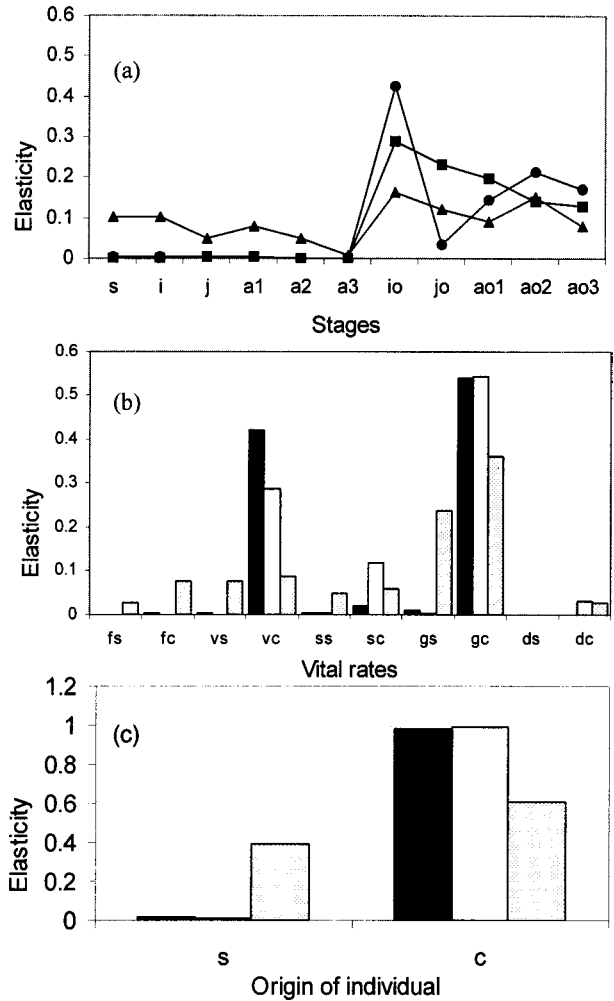 0.6
(a)
0.5
0.4
0.3
0.2
0.1
0
Elasticity
s i j a1 a2 a3 io jo ao1 ao2 ao3
Stages
0.6
(b)
0.5
0.4
0.3
0.2
0.1
0
Elasticity
fs fc vs vc ss sc gs gc ds dc
Vital rates
1.2
(c)
1
0.8
0.6
0.4
0.2
0
Elasticity
s c
Origin of individual